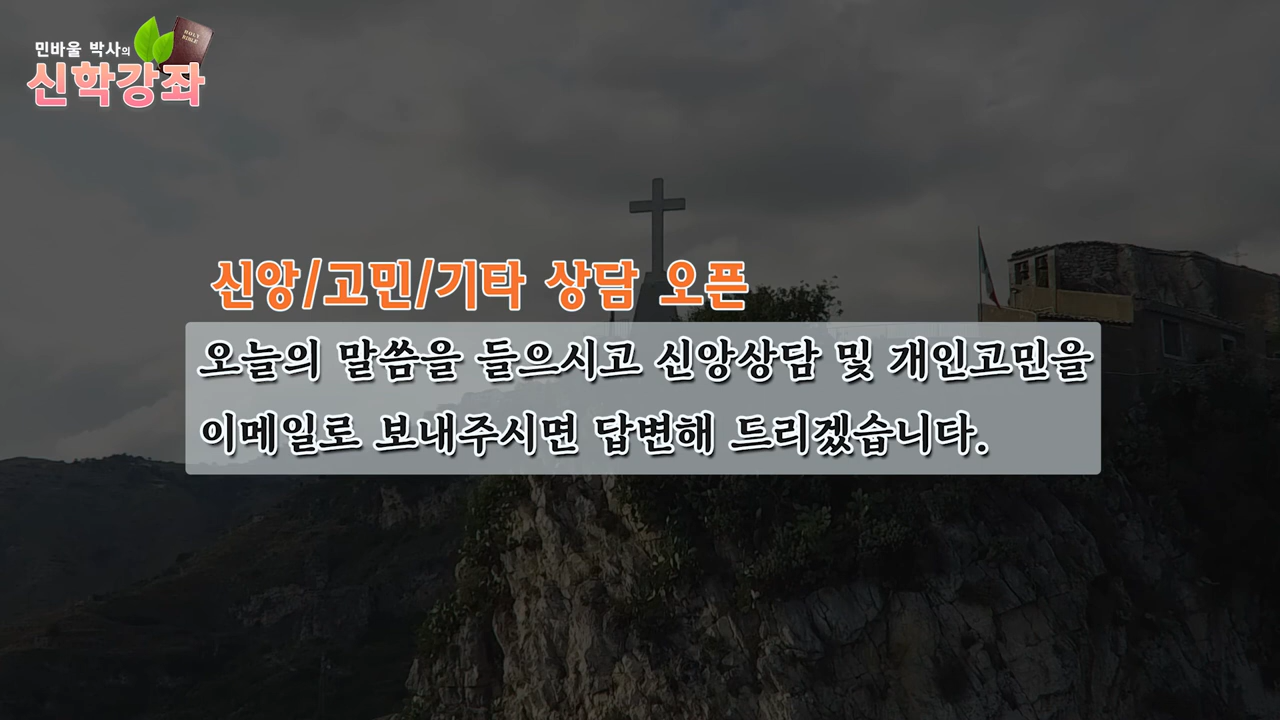 민바울 박사의
신학강좌
HOLY
BIBLE
신앙/고민/기타 상담 오픈
오늘의 말씀을 들으시고 신앙상담 및 개인고민을
이메일로 보내주시면 답변해 드리겠습니다.